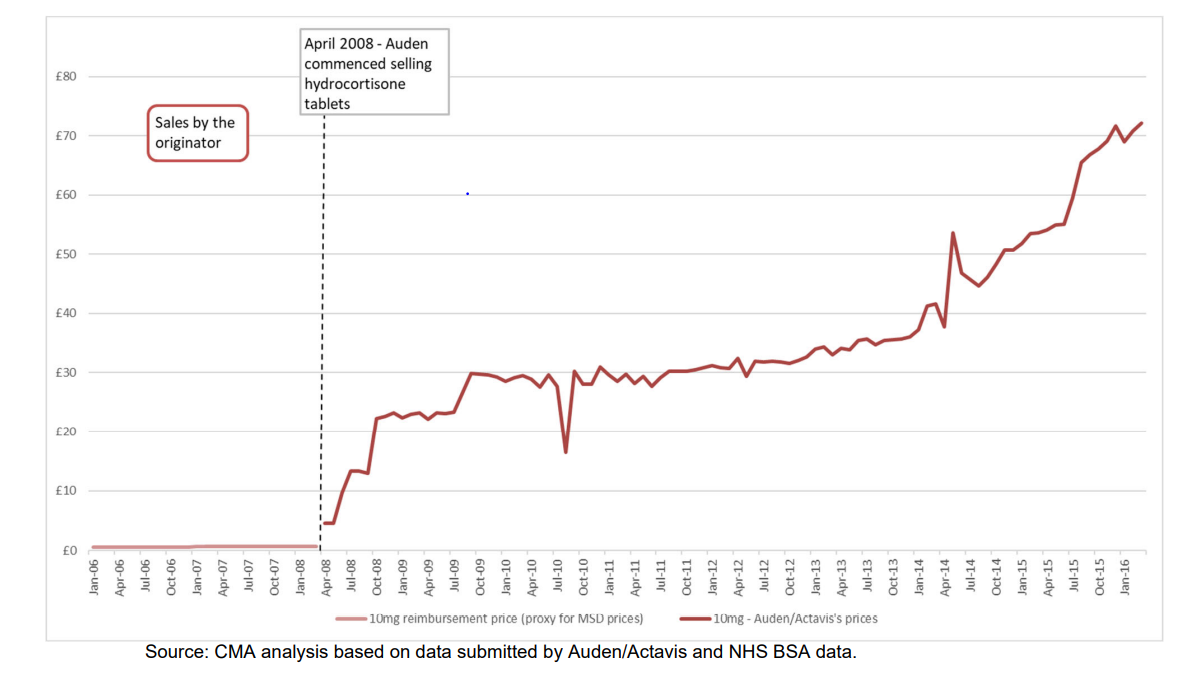 April 2008 - Auden
commenced selling
hydrocortisone
tablets
Sales by the
originator
£80
£70
£60
£50
£40
£30
£20
£10
£0
Jan-06
Apr-06
Jul-06
Oct-06
Jan-07
Apr-07
Jul-07
Oct-07
Jan-08
Apr-08
Jul-08
Oct-08
Jan-09
Apr-09
Jul-09
Oct-09
Jan-10
Apr-10
Jul-10
Oct-10
Jan-11
Apr-11
Jul-11
Oct-11
Jan-12
Apr-12
Jul-12
Oct-12
Jan-13
Apr-13
Jul-13
Oct-13
Jan-14
Apr-14
Jul-14
Oct-14
Jan-15
Apr-15
Jul-15
Oct-15
Jan-16
10mg reimbursement price (proxy for MSD prices)
10mg - Auden/Actavis's prices
Source: CMA analysis based on data submitted by Auden/Actavis and NHS BSA data.